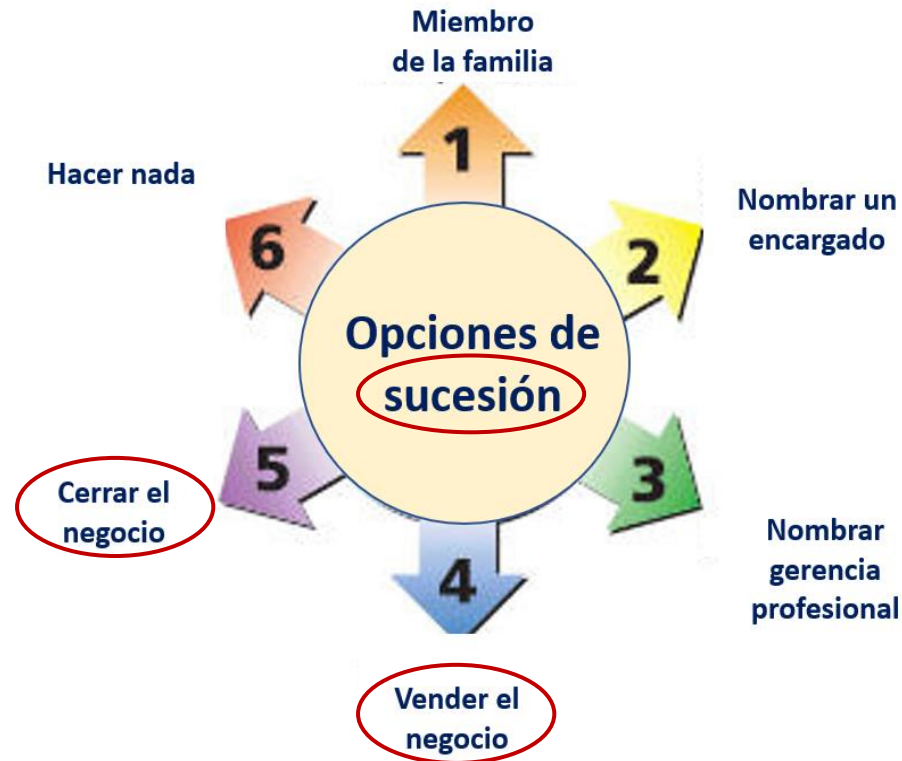 Miembro
de la familia
1
Hacer nada
6
2
Nombrar un
encargado
Opciones de
sucesión
5
3
Cerrar el
negocio
4
Nombrar
gerencia
profesional
Vender el
negocio